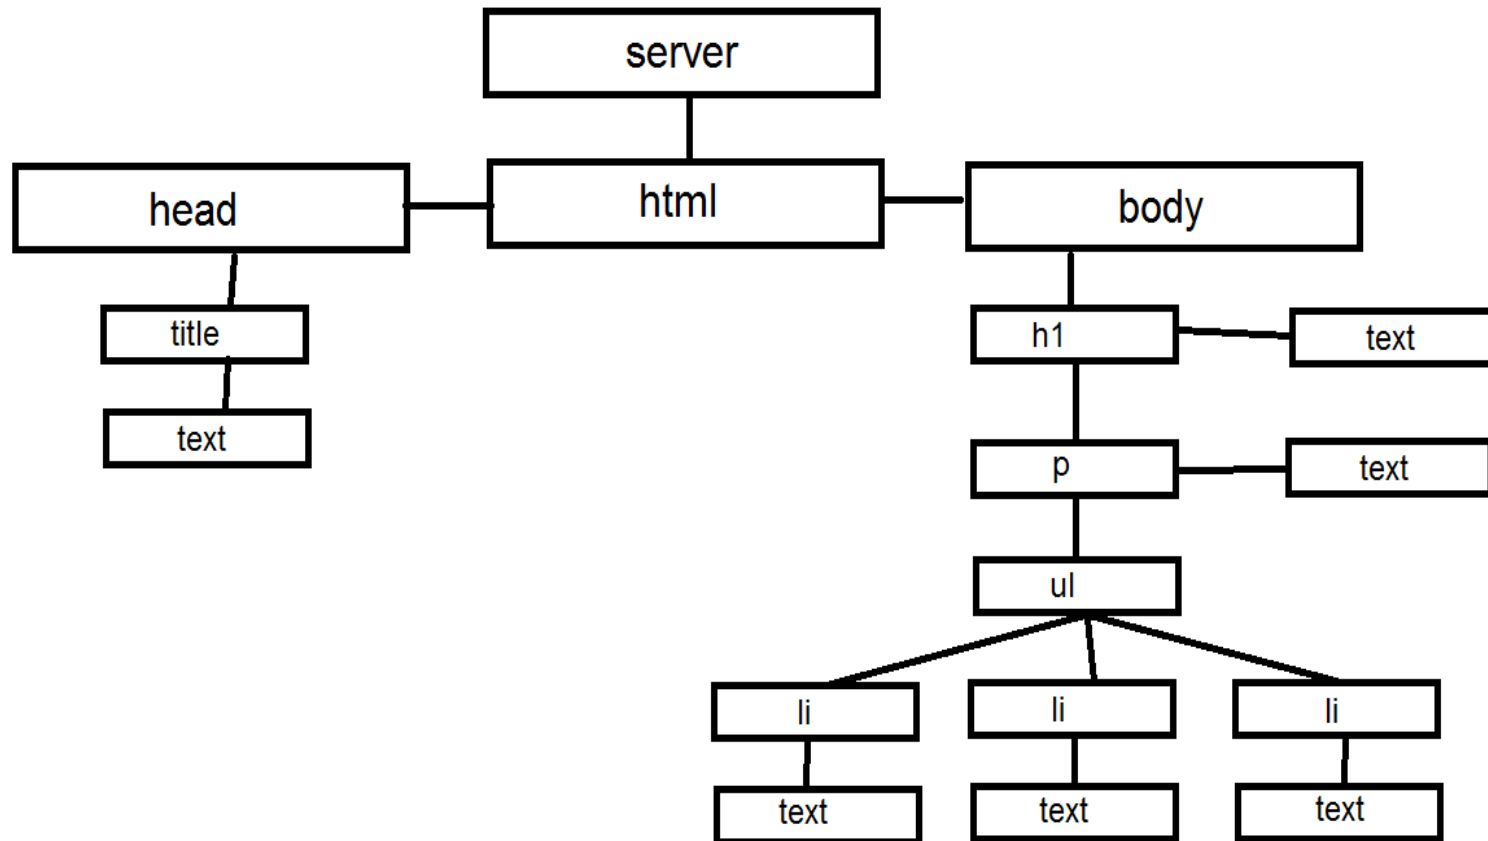 server
head
html
body
title
h1
text
text
p
text
ul
li
li
li
text
text
text